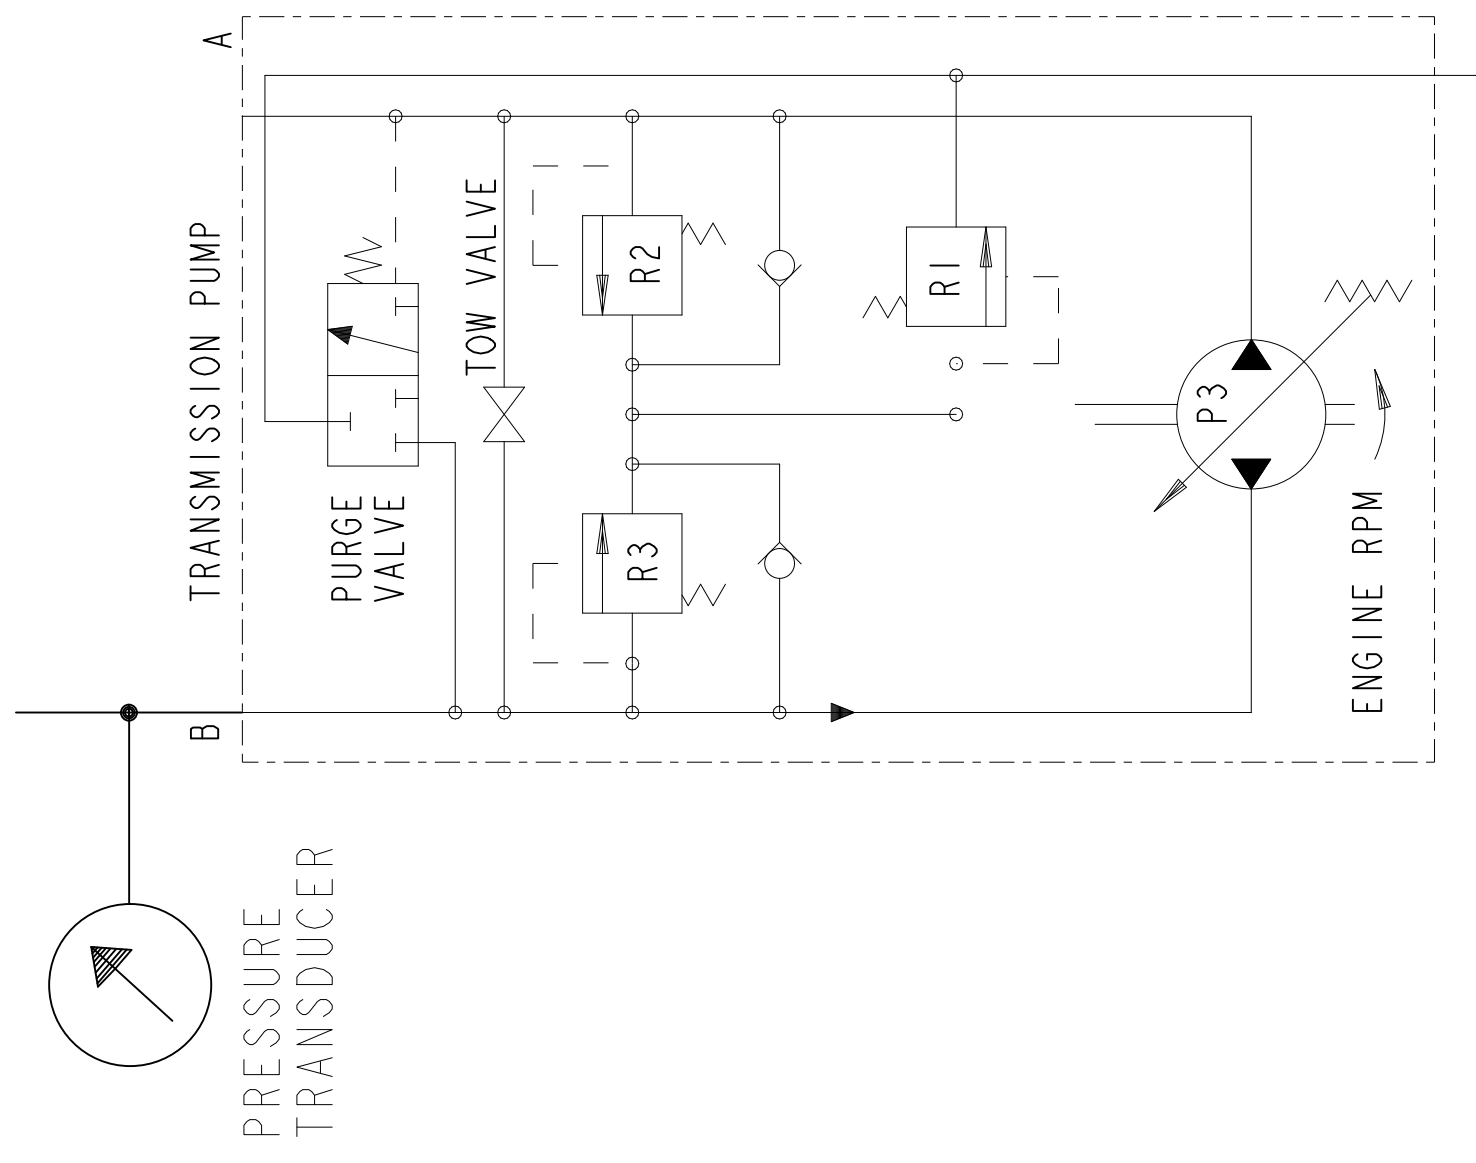 A
TRANSMISSION PUMP
B
PURGE
VALVE
TOW VALVE
R2
R3
R1
P3
ENGINE RPM
PRESSURE
TRANSDUCER